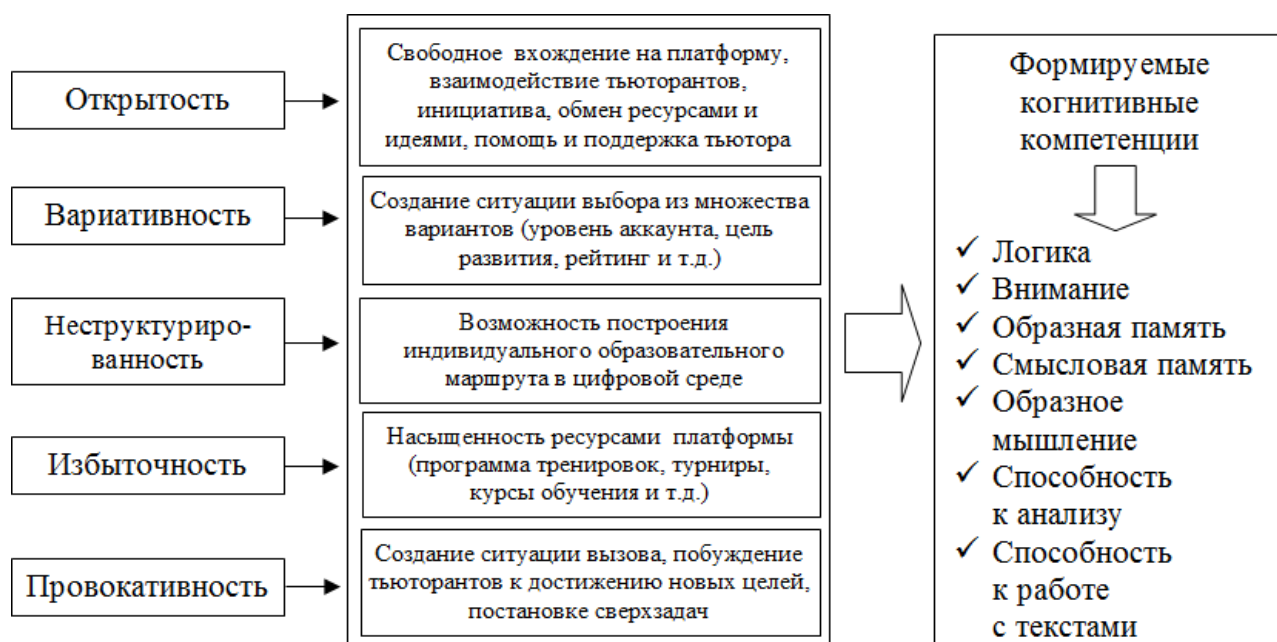 Открытость
Свободное вхождение на платформу,
взаимодействие тьюторантов,
инициатива, обмен ресурсами и
идеями, помощь и поддержка тьютора
Вариативность
Создание ситуации выбора из множества
вариантов (уровень аккаунта, цель
развития, рейтинг и т.д.)
Неструктуриро-
ванность
Возможность построения
индивидуального образовательного
маршрута в цифровой среде
Избыточность
Насыщенность ресурсами платформы
(программа тренировок, турниры,
курсы обучения и т.д.)
Провокативность
Создание ситуации вызова, побуждение
тьюторантов к достижению новых целей,
постановке сверхзадач
Формируемые
когнитивные
компетенции
✓ Логика
✓ Внимание
✓ Образная память
✓ Смысловая память
✓ Образное
мышление
✓ Способность
к анализу
✓ Способность
к работе
с текстами